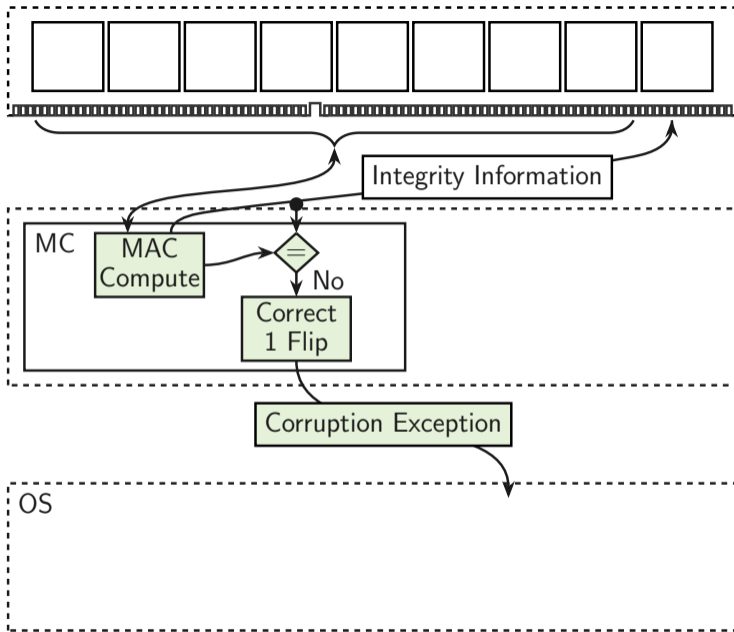 Integrity Information
MC
MAC
Compute
=
No
Correct
1 Flip
Corruption Exception
OS